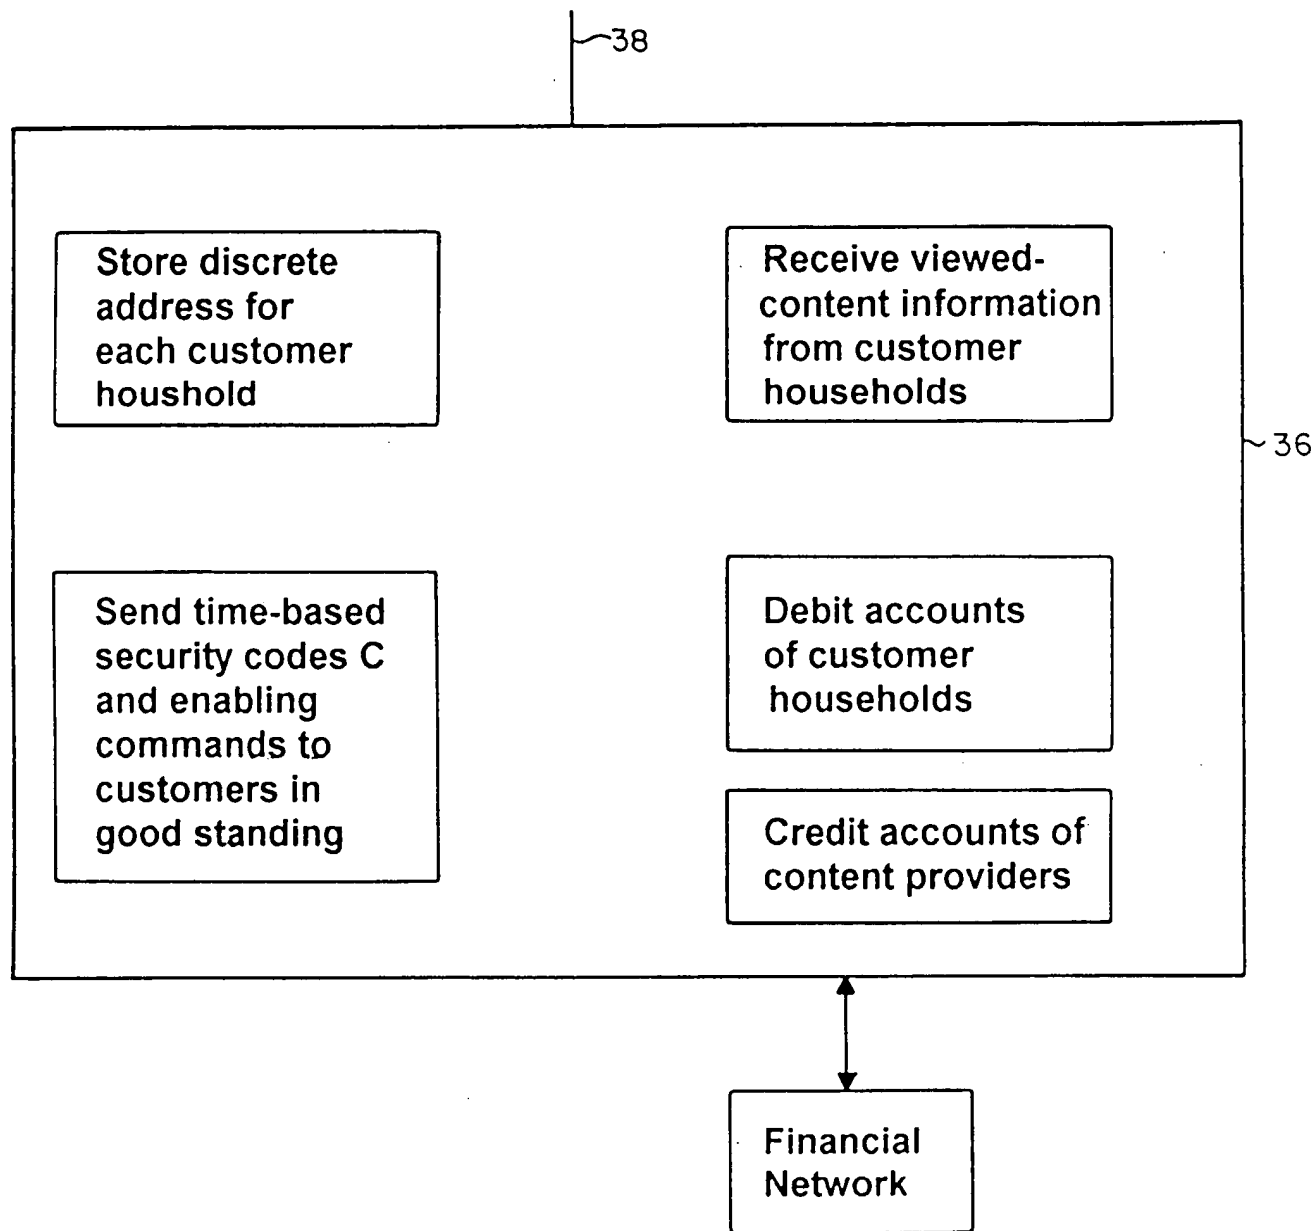 38
Store discrete
address for
each customer
houshold
Receive viewed-
content information
from customer
households
36
Send time-based
security codes C
and enabling
commands to
customers in
good standing
Debit accounts
of customer
households
Credit accounts of
content providers
Financial
Network